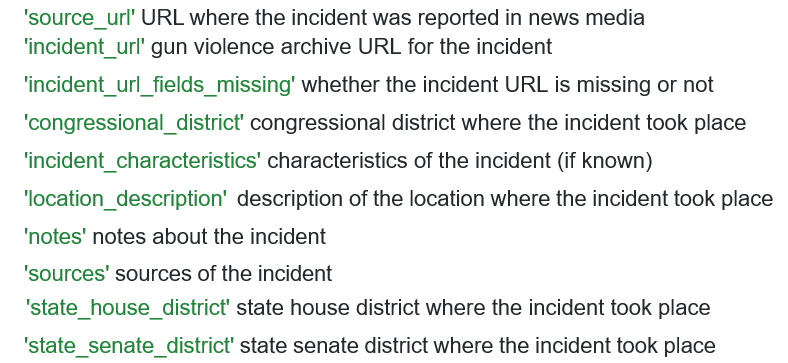 'source_url' URL where the incident was reported in news media
'incident_url' gun violence archive URL for the incident
'incident_url_fields_missing' whether the incident URL is missing or not
'congressional_district' congressional district where the incident took place
'incident_characteristics' characteristics of the incident (if known)
'location_description' description of the location where the incident took place
'notes' notes about the incident
'sources' sources of the incident
'state_house_district' state house district where the incident took place
'state_senate_district' state senate district where the incident took place